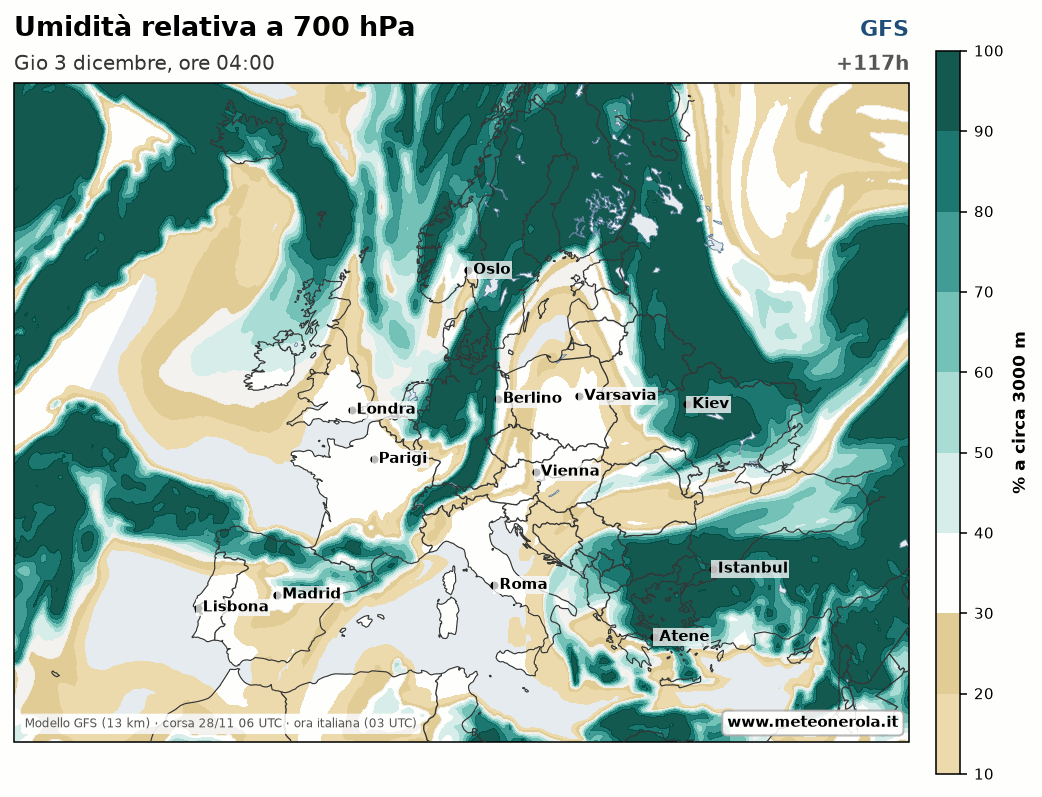 Umidità relativa a 700 hPa
GFS
Gio 3 dicembre, ore 04:00
+117h
100
90
80
70
60
50
40
30
20
10
% a circa 3000 m
Oslo
Berlino
Varsavia
Kiev
Londra
Parigi
Vienna
Istanbul
Roma
Madrid
Lisbona
Atene
Modello GFS (13 km) · corsa 28/11 06 UTC · ora italiana (03 UTC)
www.meteonerola.it